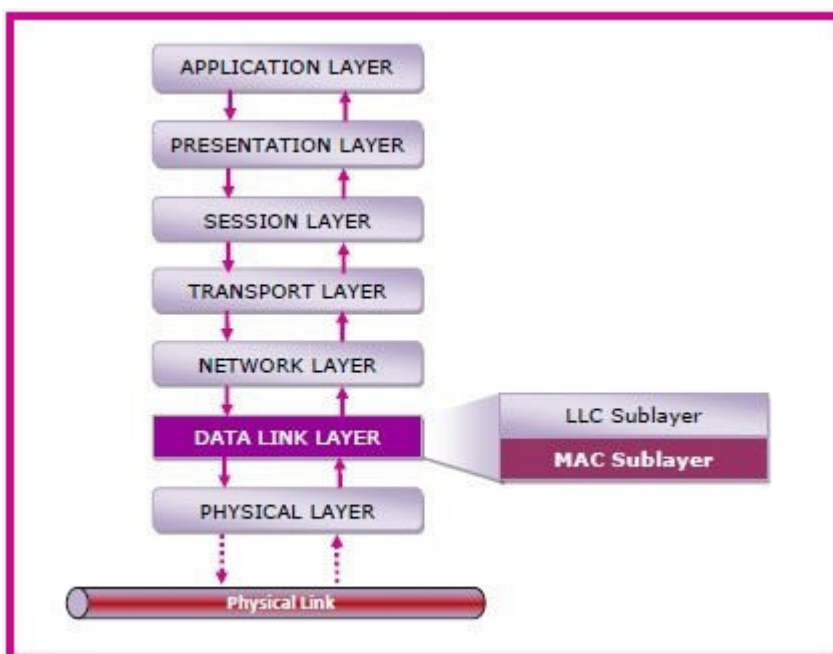 APPLICATION LAYER
PRESENTATION LAYER
SESSION LAYER
TRANSPORT LAYER
NETWORK LAYER
DATA LINK LAYER
LLC Sublayer
MAC Sublayer
PHYSICAL LAYER
Physical Link